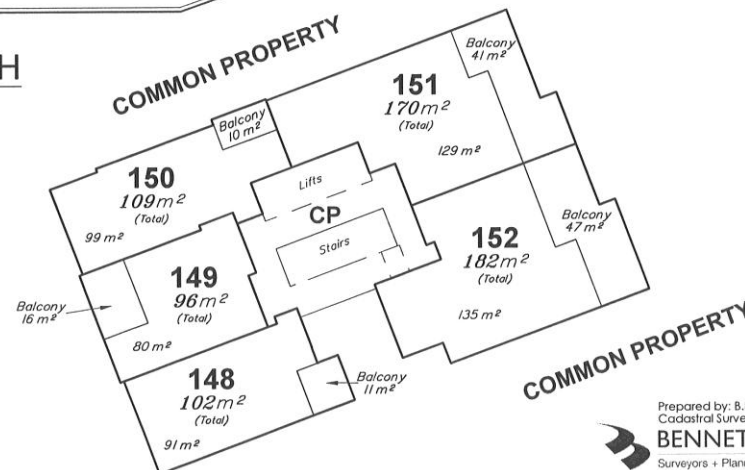 H
COMMON PROPERTY
Balcony
41 m²
151
170m²
(Total)
129 m²
Balcony
10 m²
150
109m²
(Total)
99 m²
Lifts
CP
Stairs
Balcony
47 m²
152
182m²
(Total)
135 m²
149
96m²
(Total)
80 m²
Balcony
16 m²
148
102m²
(Total)
91 m²
Balcony
11 m²
COMMON PROPERTY
Prepared by: B.
Cadastral Surve
BENNET
Surveyors + Plann